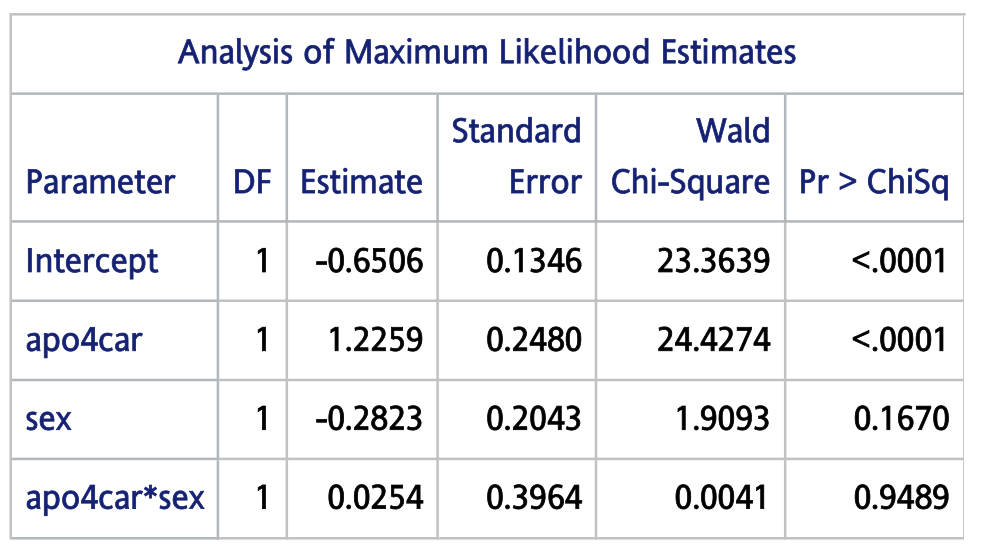 Analysis of Maximum Likelihood Estimates
Standard Wald
Parameter DF Estimate Error Chi-Square Pr > ChiSq
Intercept 1 -0.6506 0.1346 23.3639 <.0001
apo4car 1 1.2259 0.2480 24.4274 <.0001
sex 1 -0.2823 0.2043 1.9093 0.1670
apo4car*sex 1 0.0254 0.3964 0.0041 0.9489